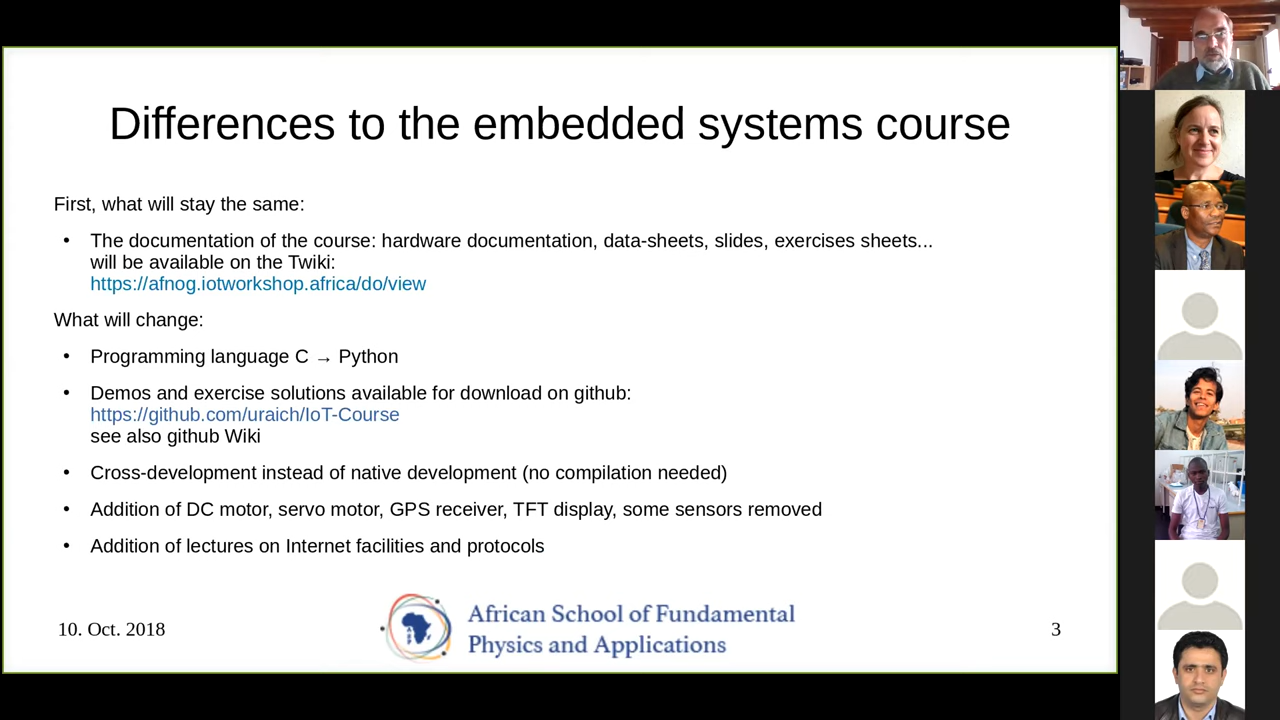 Differences to the embedded systems course
First, what will stay the same:
• The documentation of the course: hardware documentation, data-sheets, slides, exercises sheets...
will be available on the Twiki:
https://afnog.iotworkshop.africa/do/view
What will change:
• Programming language C → Python
• Demos and exercise solutions available for download on github:
https://github.com/uraich/IoT-Course
see also github Wiki
• Cross-development instead of native development (no compilation needed)
• Addition of DC motor, servo motor, GPS receiver, TFT display, some sensors removed
• Addition of lectures on Internet facilities and protocols
10. Oct. 2018
African School of Fundamental
Physics and Applications
3